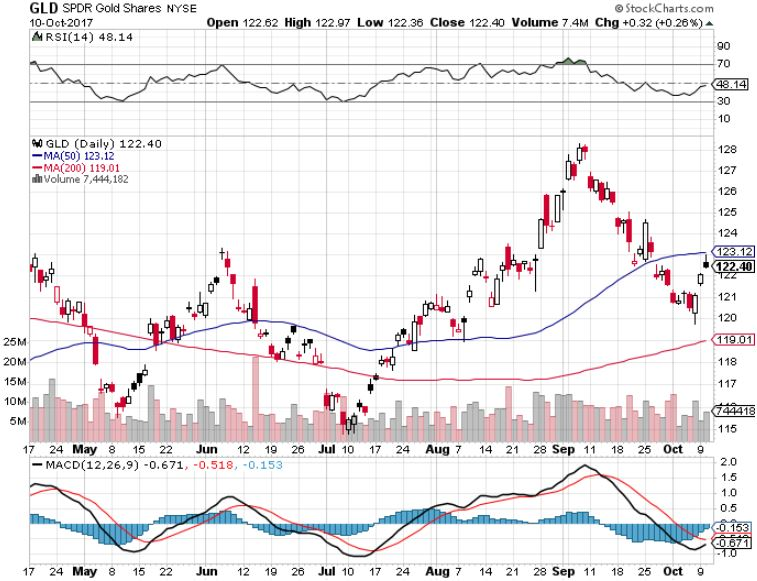 GLD SPDR Gold Shares NYSE © StockCharts.com
10-Oct-2017 Open 122.62 High 122.97 Low 122.36 Close 122.40 Volume 7.4M Chg +0.32 (+0.26%)
RSI(14) 48.14
90
70
48.14
30
10
GLD (Daily) 122.40
MA(50) 123.12
MA(200) 119.01
Volume 7,444,182
128
127
126
125
124
123.12
122.40
122
121
120
119.01
25M 118
20M
15M 117
10M
744418
5M 115
17 24 May 8 15 22 Jun 12 19 26 Jul 10 17 24 Aug 7 14 21 28 Sep 11 18 25 Oct 9
MACD(12,26,9) -0.671, -0.518, -0.153
2.0
1.5
1.0
0.5
0.0
-0.153
-0.671
-1.0
17 24 May 8 15 22 Jun 12 19 26 Jul 10 17 24 Aug 7 14 21 28 Sep 11 18 25 Oct 9